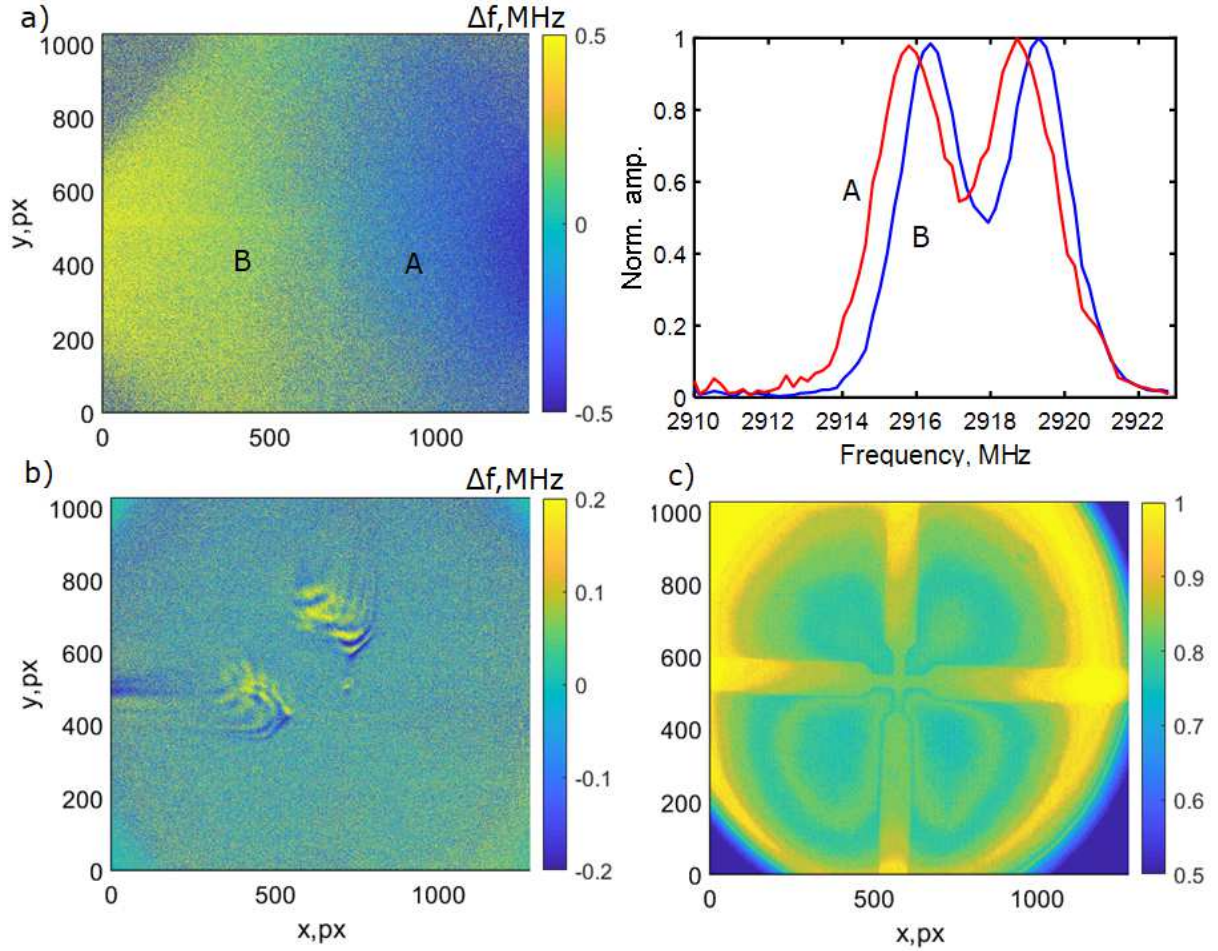 a)
Δf,MHz
1000
800
600
400
200
0
y,px
B
A
0
500
1000
0.5
0
-0.5
1
0.8
0.6
0.4
0.2
0
Norm. amp.
A
B
2910 2912 2914 2916 2918 2920 2922
Frequency, MHz
b)
Δf,MHz
1000
800
600
400
200
0
y,px
0
500
1000
x,px
0.2
0.1
0
-0.1
-0.2
c)
1000
800
600
400
200
0
0
500
1000
x,px
1
0.9
0.8
0.7
0.6
0.5